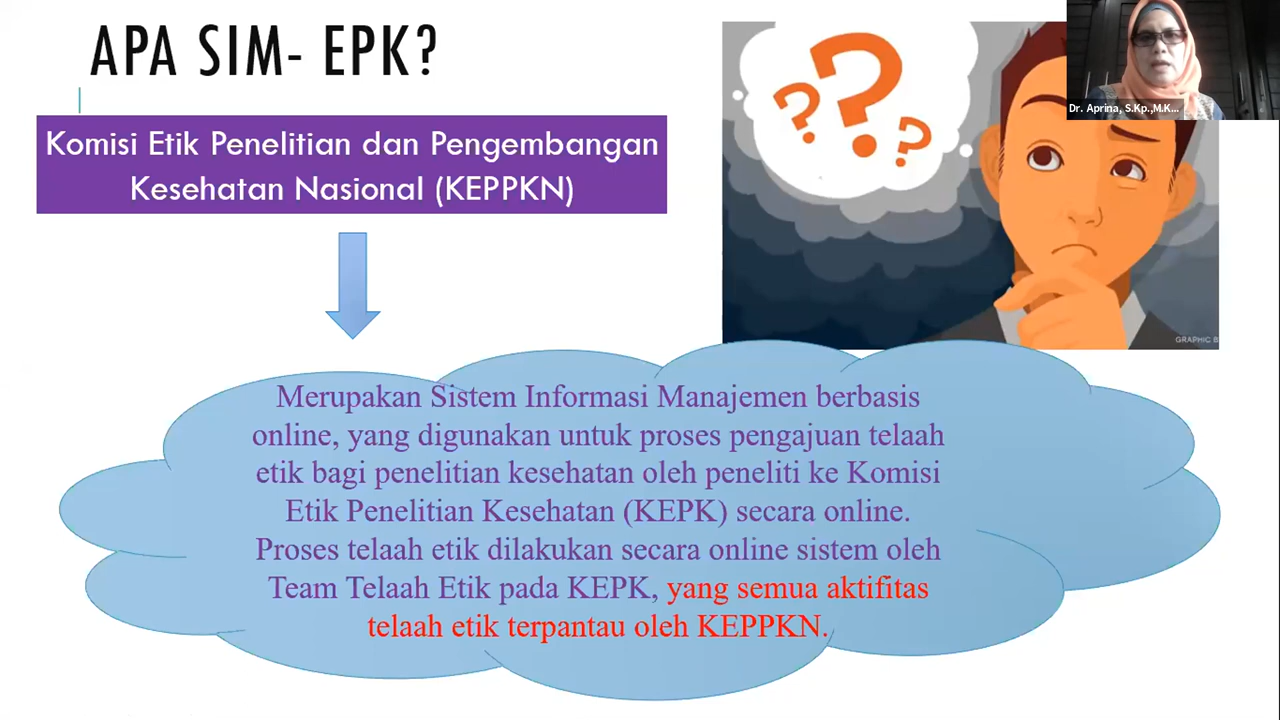 APA SIM- EPK?
Komisi Etik Penelitian dan Pengembangan
Kesehatan Nasional (KEPPKN)
? ? ?
Dr. Aprina, S.Kp.,M.K...
GRAPHIC B
Merupakan Sistem Informasi Manajemen berbasis
online, yang digunakan untuk proses pengajuan telaah
etik bagi penelitian kesehatan oleh peneliti ke Komisi
Etik Penelitian Kesehatan (KEPK) secara online.
Proses telaah etik dilakukan secara online sistem oleh
Team Telaah Etik pada KEPK, yang semua aktifitas
telaah etik terpantau oleh KEPPKN.